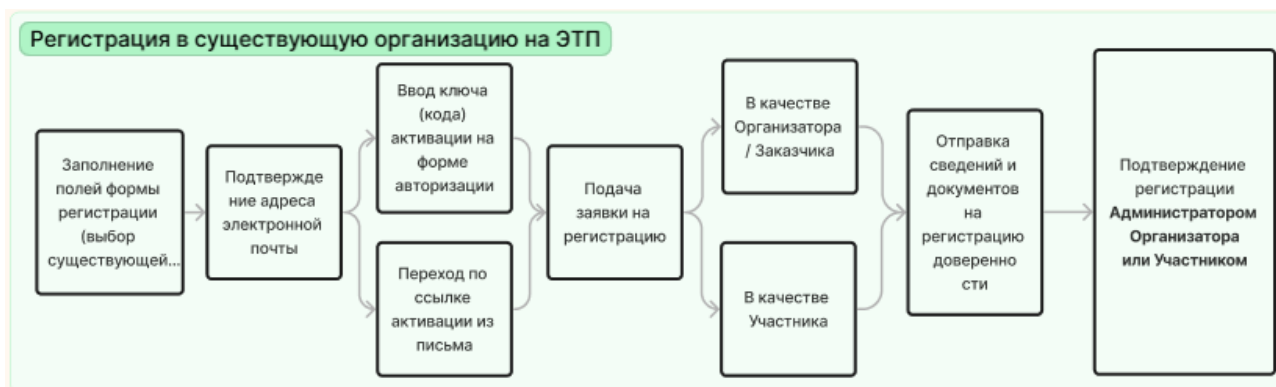 Регистрация в существующую организацию на ЭТП
Заполнение
полей формы
регистрации
(выбор
существующей...
Подтвержде
ние адреса
электронной
почты
Ввод ключа
(кода)
активации на
форме
авторизации
Переход по
ссылке
активации из
письма
Подача
заявки на
регистрацию
В качестве
Организатора
/ Заказчика
В качестве
Участника
Отправка
сведений и
документов
на
регистрацию
доверенно
сти
Подтверждение
регистрации
Администратором
Организатора
или Участником